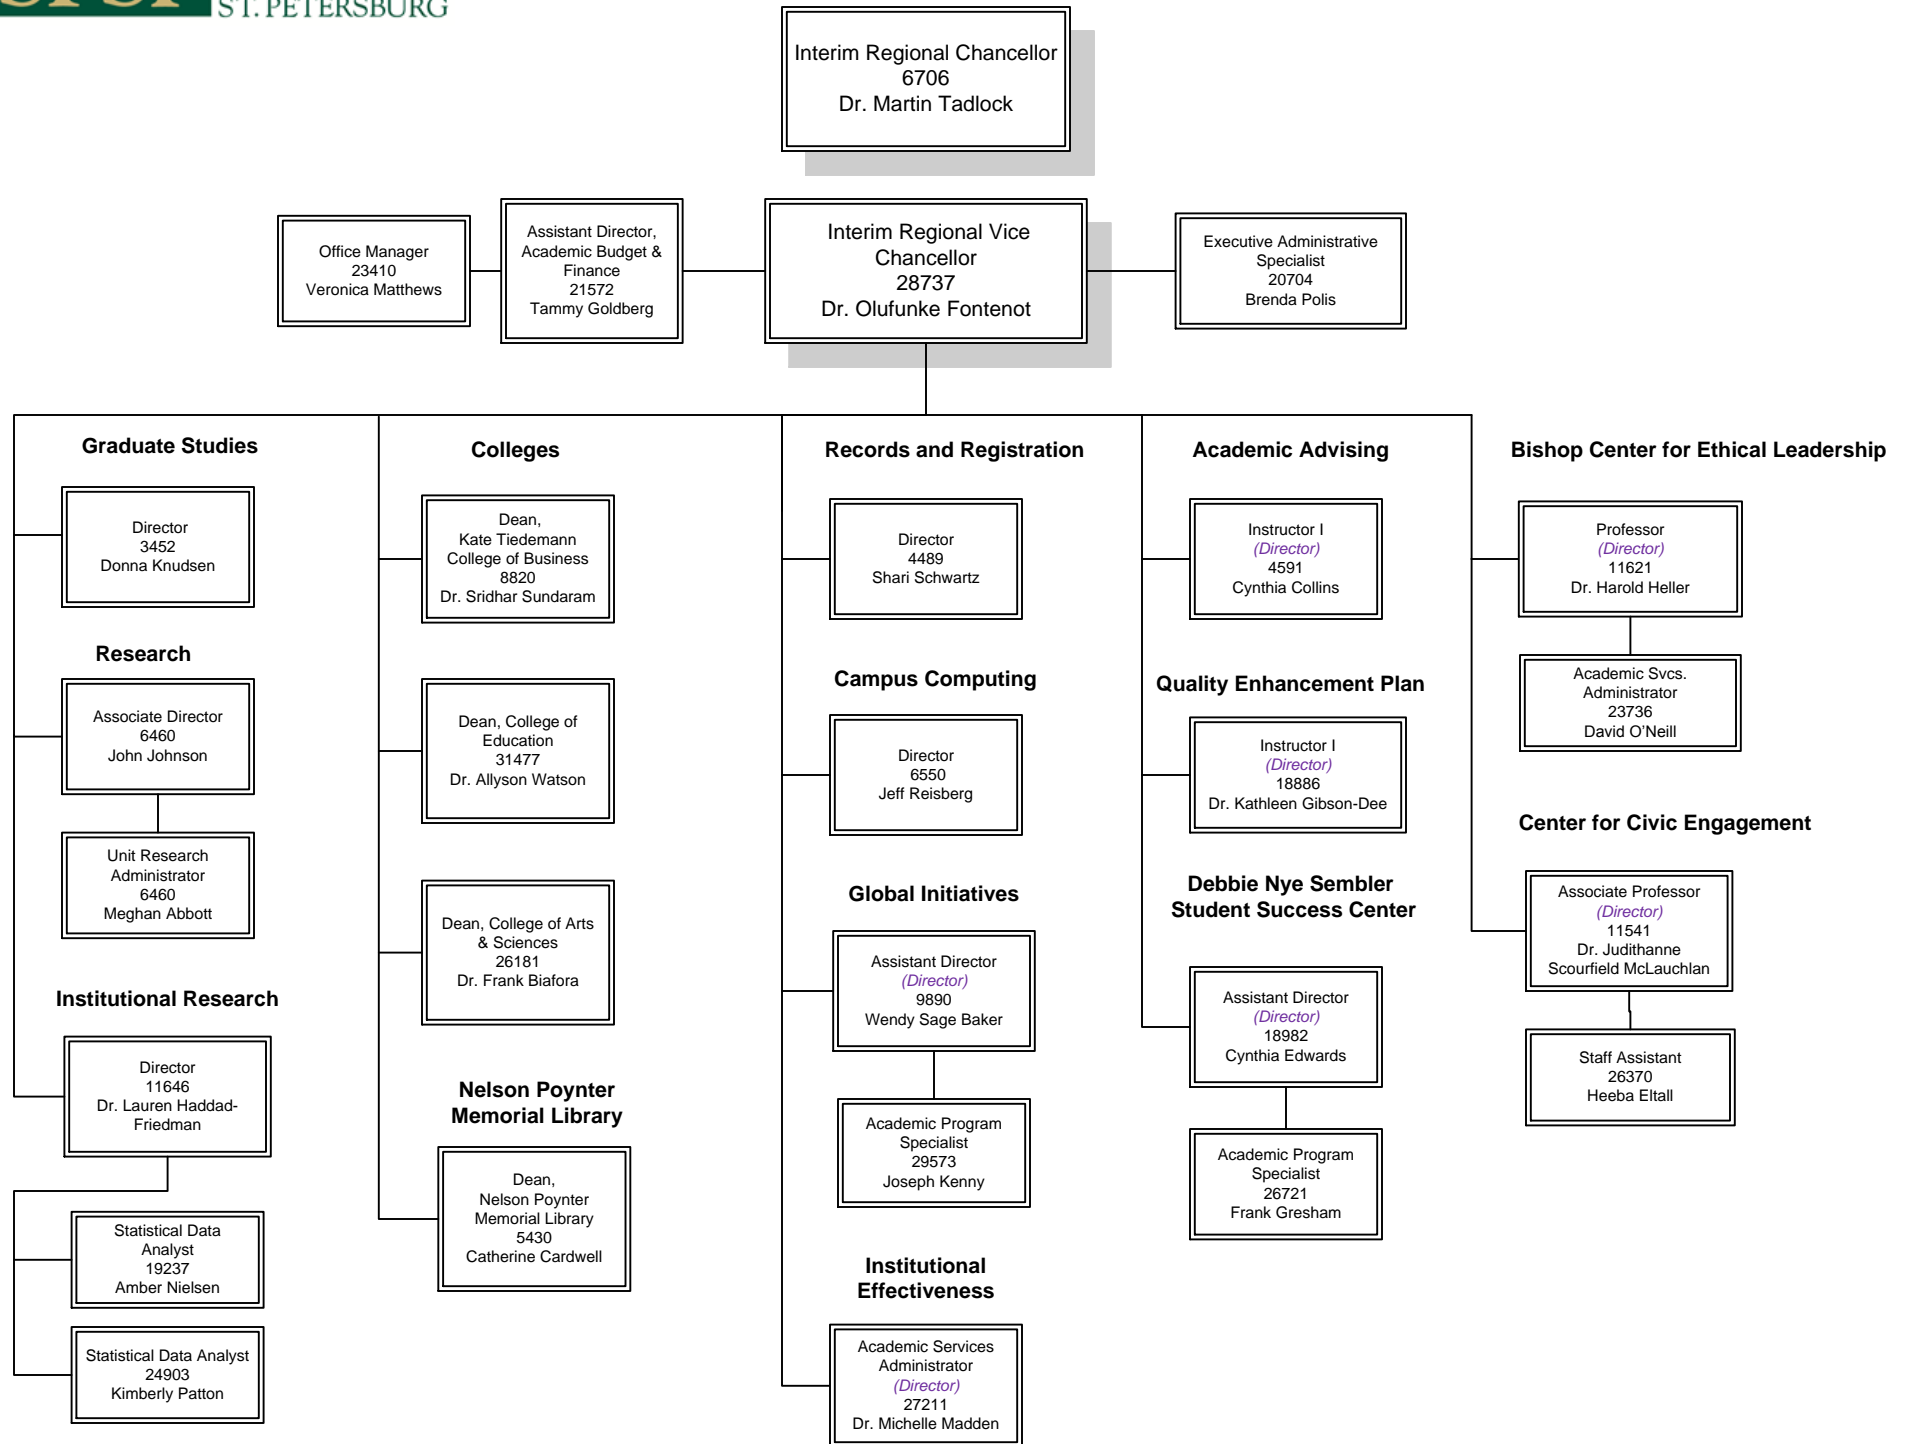 ST. PETERSBURG
Interim Regional Chancellor
6706
Dr. Martin Tadlock
Office Manager
23410
Veronica Matthews
Assistant Director,
Academic Budget &
Finance
21572
Tammy Goldberg
Interim Regional Vice
Chancellor
28737
Dr. Olufunke Fontenot
Executive Administrative
Specialist
20704
Brenda Polis
Graduate Studies
Director
3452
Donna Knudsen
Research
Associate Director
6460
John Johnson
Unit Research
Administrator
6460
Meghan Abbott
Institutional Research
Director
11646
Dr. Lauren Haddad-
Friedman
Statistical Data
Analyst
19237
Amber Nielsen
Statistical Data Analyst
24903
Kimberly Patton
Colleges
Dean,
Kate Tiedemann
College of Business
8820
Dr. Sridhar Sundaram
Dean, College of
Education
31477
Dr. Allyson Watson
Dean, College of Arts
& Sciences
26181
Dr. Frank Biafora
Nelson Poynter
Memorial Library
Dean,
Nelson Poynter
Memorial Library
5430
Catherine Cardwell
Records and Registration
Director
4489
Shari Schwartz
Campus Computing
Director
6550
Jeff Reisberg
Global Initiatives
Assistant Director
(Director)
9890
Wendy Sage Baker
Academic Program
Specialist
29573
Joseph Kenny
Institutional
Effectiveness
Academic Services
Administrator
(Director)
27211
Dr. Michelle Madden
Academic Advising
Instructor I
(Director)
4591
Cynthia Collins
Quality Enhancement Plan
Instructor I
(Director)
18886
Dr. Kathleen Gibson-Dee
Debbie Nye Sembler
Student Success Center
Assistant Director
(Director)
18982
Cynthia Edwards
Academic Program
Specialist
26721
Frank Gresham
Bishop Center for Ethical Leadership
Professor
(Director)
11621
Dr. Harold Heller
Academic Svcs.
Administrator
23736
David O’Neill
Center for Civic Engagement
Associate Professor
(Director)
11541
Dr. Judithanne
Scourfield McLauchlan
Staff Assistant
26370
Heeba Eltall